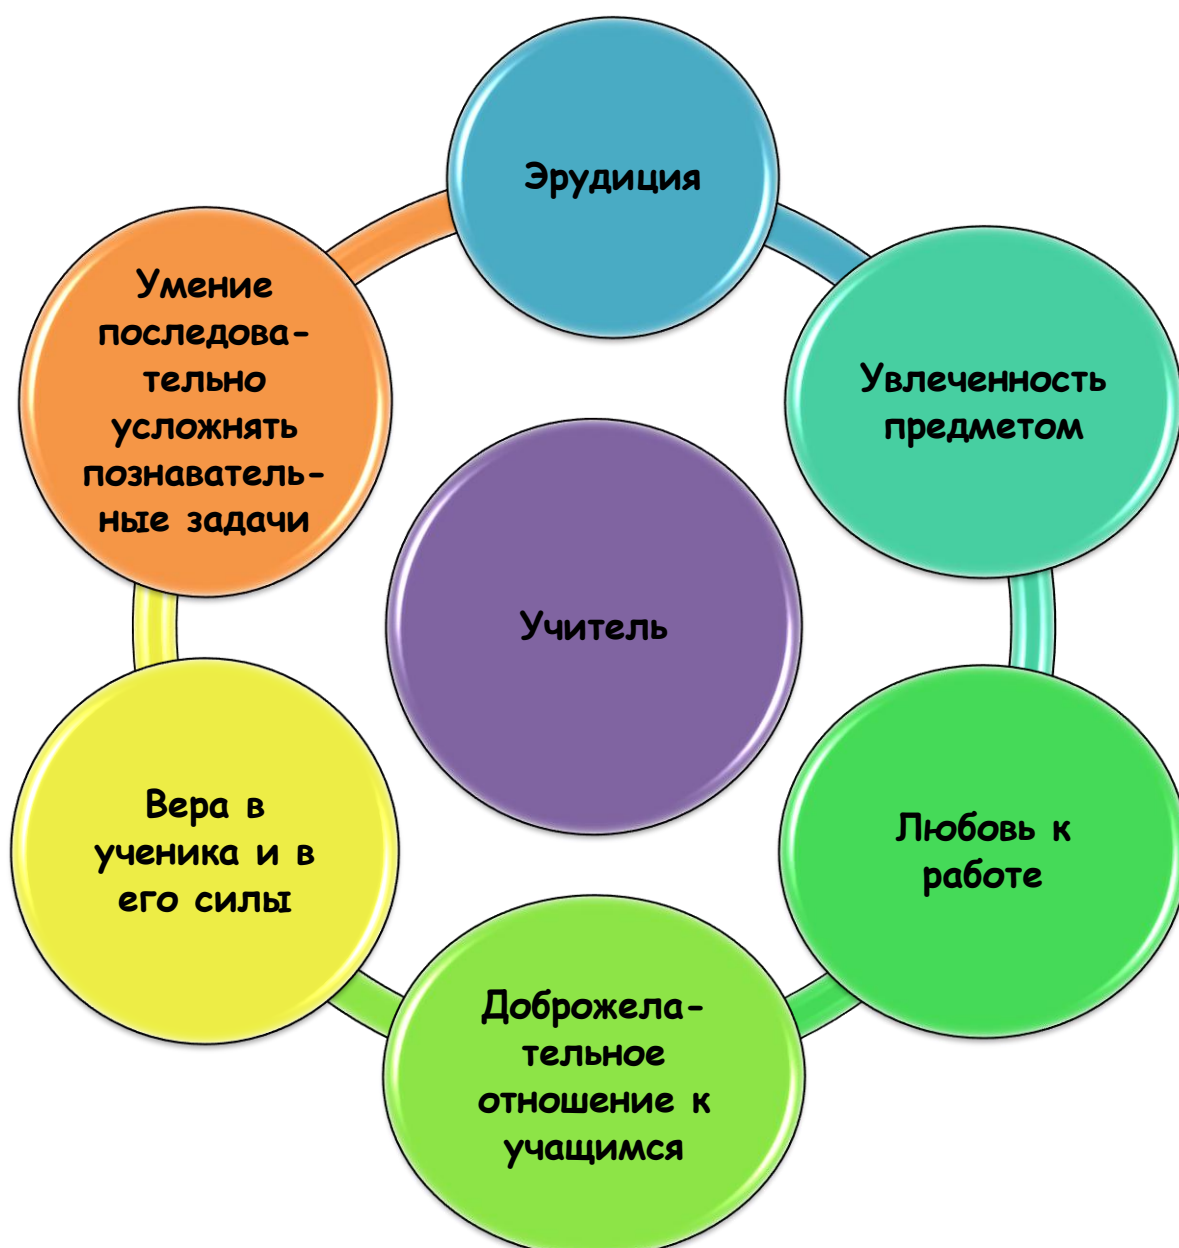 Эрудиция
Увлеченность
предметом
Любовь к
работе
Доброжела-
тельное
отношение к
учащимся
Вера в
ученика и в
его силы
Умение
последова-
тельно
усложнять
познаватель-
ные задачи
Учитель